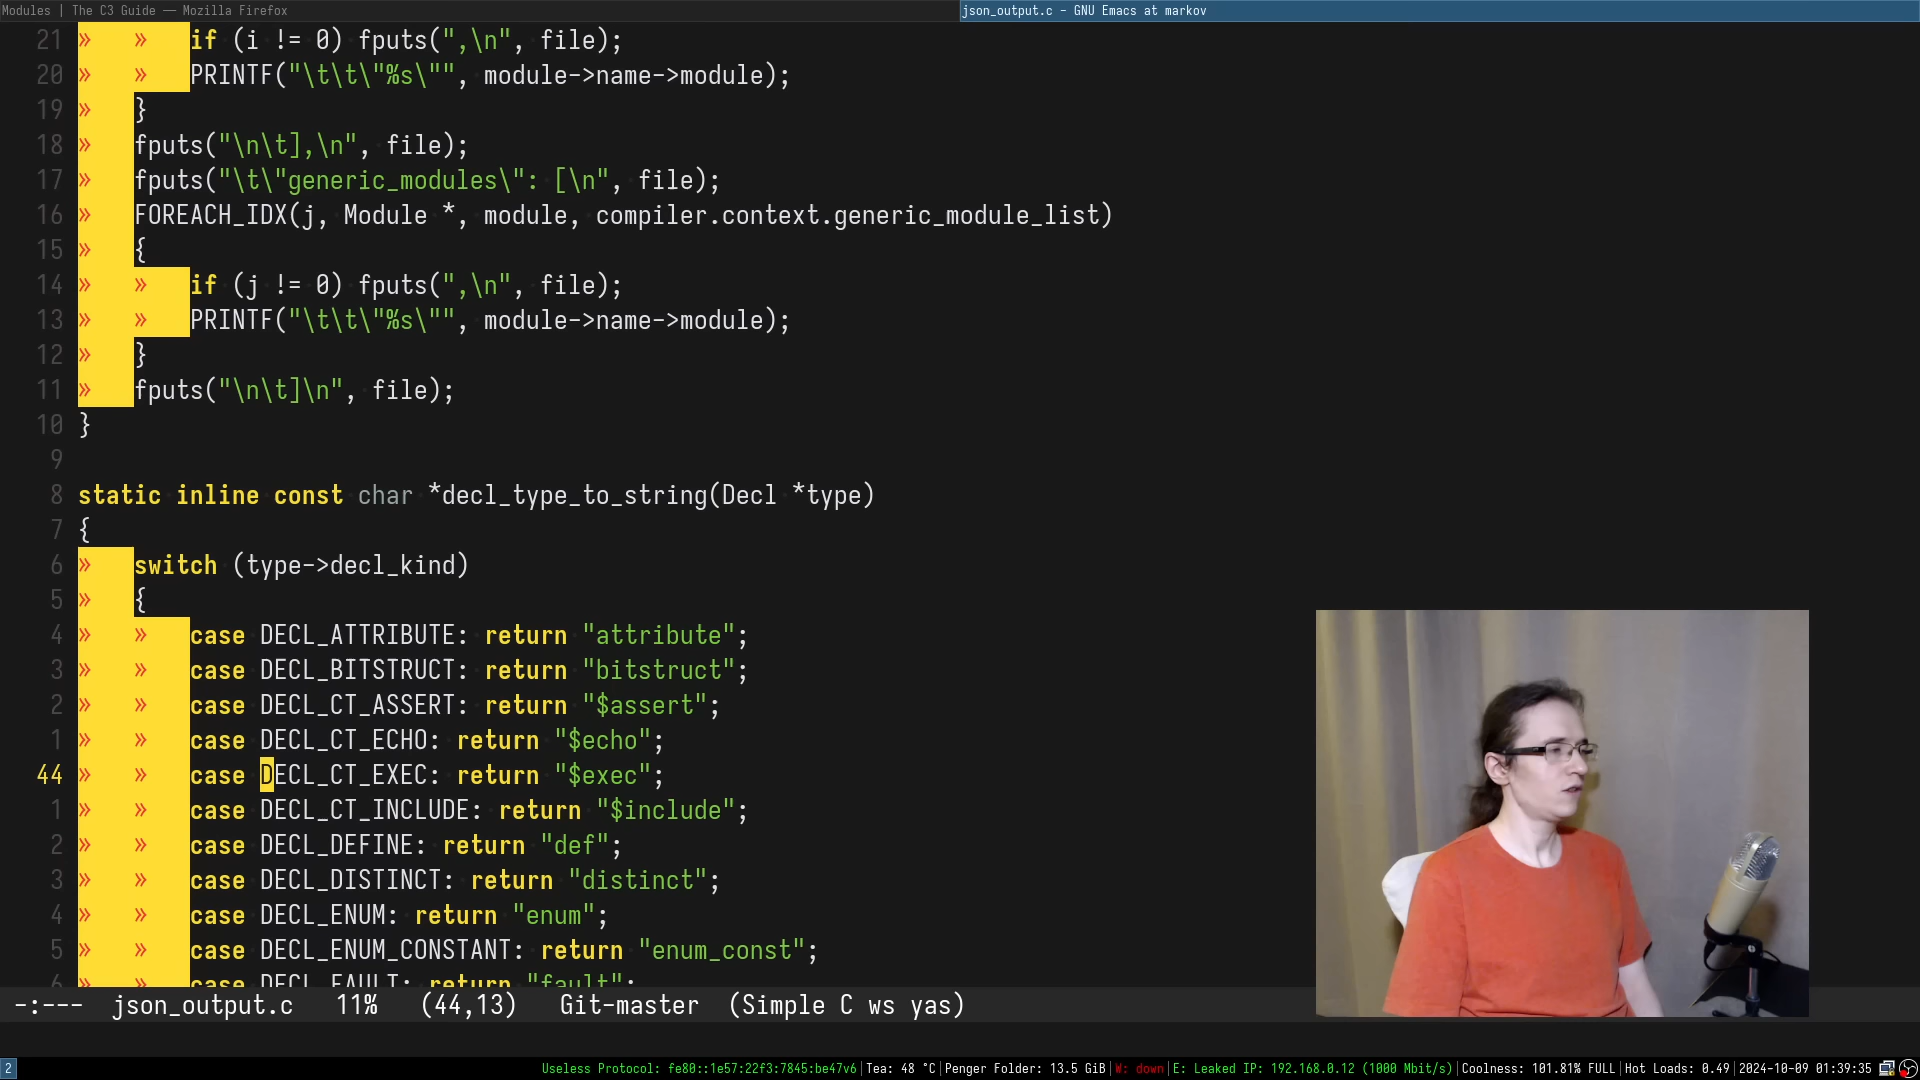 Modules | The C3 Guide — Mozilla Firefox
json_output.c - GNU Emacs at markov
21 » » if (i != 0) fputs(",\n", file);
20 » » PRINTF("\t\t\"%s\"", module->name->module);
19 » }
18 » fputs("\n\t],\n", file);
17 » fputs("\t\"generic_modules\": [\n", file);
16 » FOREACH_IDX(j, Module *, module, compiler.context.generic_module_list)
15 » {
14 » » if (j != 0) fputs(",\n", file);
13 » » PRINTF("\t\t\"%s\"", module->name->module);
12 » }
11 » fputs("\n\t]\n", file);
10 }
9
8 static inline const char *decl_type_to_string(Decl *type)
7 {
6 » switch (type->decl_kind)
5 » {
4 » » case DECL_ATTRIBUTE: return "attribute";
3 » » case DECL_BITSTRUCT: return "bitstruct";
2 » » case DECL_CT_ASSERT: return "$assert";
1 » » case DECL_CT_ECHO: return "$echo";
44 » » case DECL_CT_EXEC: return "$exec";
1 » » case DECL_CT_INCLUDE: return "$include";
2 » » case DECL_DEFINE: return "def";
3 » » case DECL_DISTINCT: return "distinct";
4 » » case DECL_ENUM: return "enum";
5 » » case DECL_ENUM_CONSTANT: return "enum_const";
6 » » case DECL_FAULT: return "fault";
-:--- json_output.c 11% (44,13) Git-master (Simple C ws yas)
2 Useless Protocol: fe80::1e57:22f3:7845:be47v6|Tea: 48 °C|Penger Folder: 13.5 GiB|W: down|E: Leaked IP: 192.168.0.12 (1000 Mbit/s)|Coolness: 101.81% FULL|Hot Loads: 0.49|2024-10-09 01:39:35